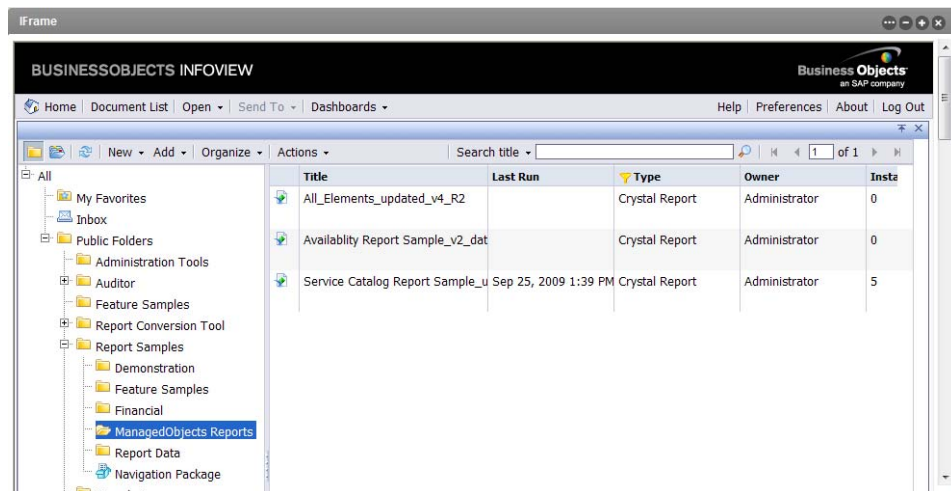 IFrame
BUSINESSOBJECTS INFOVIEW
Business Objects
an SAP company
Home Document List Open Send To Dashboards Help Preferences About Log Out
New Add Organize Actions Search title 1 of 1
All
My Favorites
Inbox
Public Folders
Administration Tools
Auditor
Feature Samples
Report Conversion Tool
Report Samples
Demonstration
Feature Samples
Financial
ManagedObjects Reports
Report Data
Navigation Package
Title Last Run Type Owner Insta
All_Elements_updated_v4_R2 Crystal Report Administrator 0
Availablity Report Sample_v2_dat Crystal Report Administrator 0
Service Catalog Report Sample_u Sep 25, 2009 1:39 PM Crystal Report Administrator 5